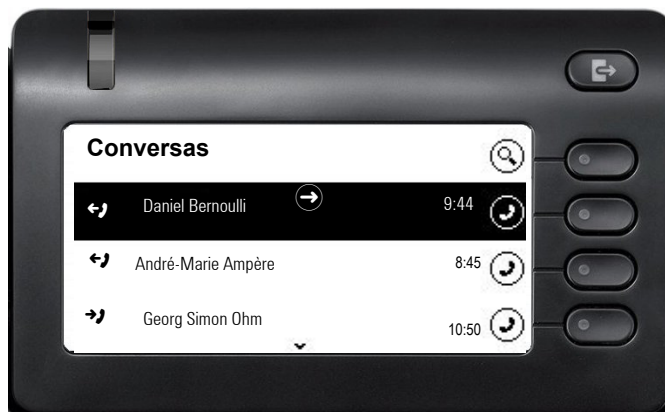 Conversas
Daniel Bernoulli 9:44
André-Marie Ampère 8:45
Georg Simon Ohm 10:50